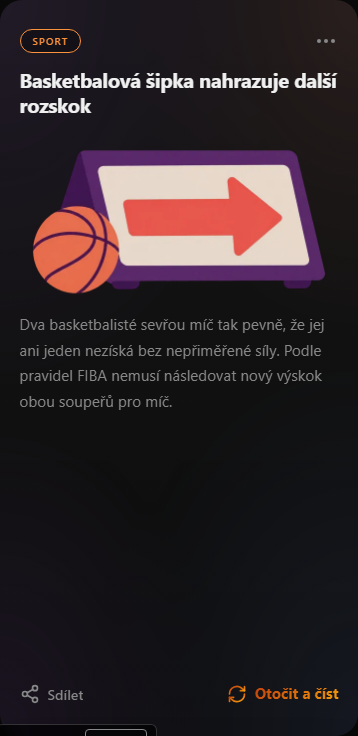 SPORT
Basketbalová šipka nahrazuje další
rozskok
Dva basketbalisté sevřou míč tak pevně, že jej
ani jeden nezíská bez nepřiměřené síly. Podle
pravidel FIBA nemusí následovat nový výskok
obou soupeřů pro míč.
Sdílet
Otočit a číst